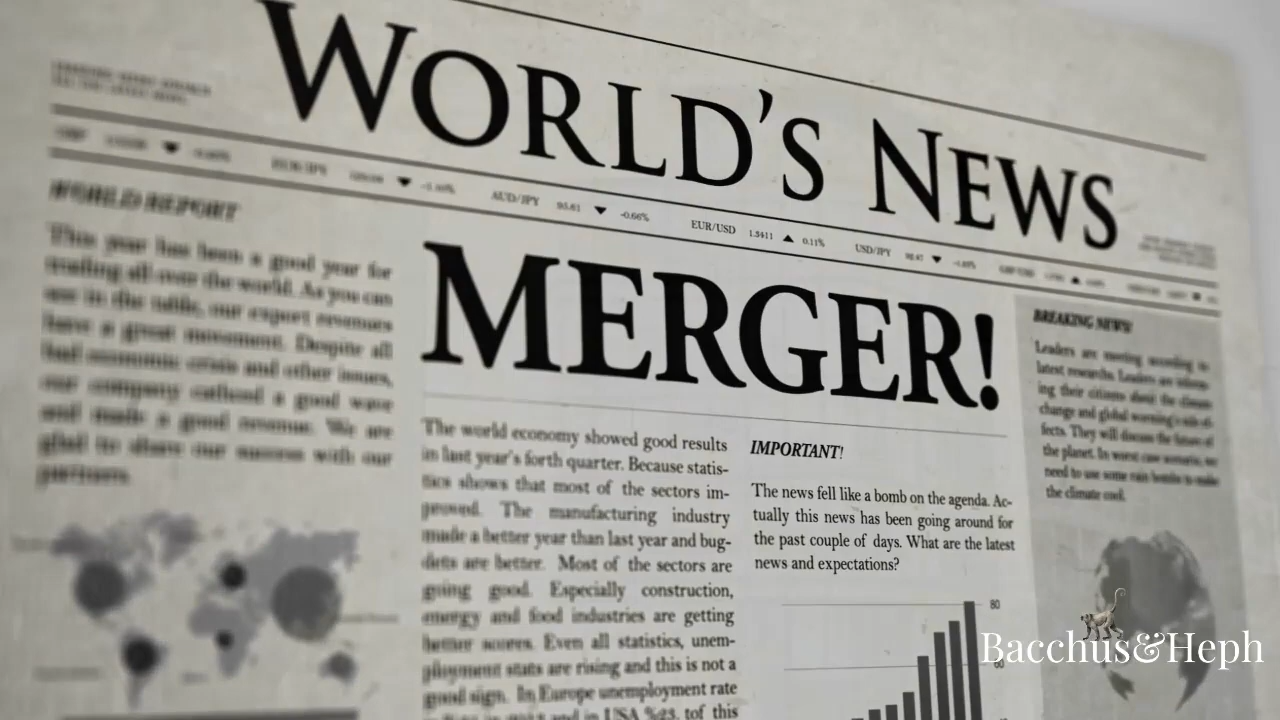 WORLD'S NEWS
AUD/JPY 95.61 ▼ -0.66%
EUR/USD 1.3411 ▲ 0.11%
USD/JPY
WORLD REPORT
This year has been a good year for
trading all over the world. As you can
see in the table, our export revenues
have a great movement. Despite all
bad economic crisis and other issues,
our company cathced a good wave
and made a good revenue. We are
glad to share our success with our
partners.
MERGER!
The world economy showed good results
in last year's forth quarter. Because statis-
tics shows that most of the sectors im-
proved. The manufacturing industry
made a better year than last year and bug-
diets are better. Most of the sectors are
going good. Especially construction,
energy and food industries are getting
better scores. Even all statistics, unem-
ployment stats are rising and this is not a
good sign. In Europe unemployment rate
IMPORTANT!
The news fell like a bomb on the agenda. Ac-
tually this news has been going around for
the past couple of days. What are the latest
news and expectations?
80
60
BREAKING NEWS!
Leaders are meeting according to
latest researchs. Leaders are inform-
ing their citizens about the climate
change and global warming's side ef-
fects. They will discuss the future of
the planet. In worst case scenario, we
need to use some rain bombs to make
the climate cool.
Bacchus&Heph